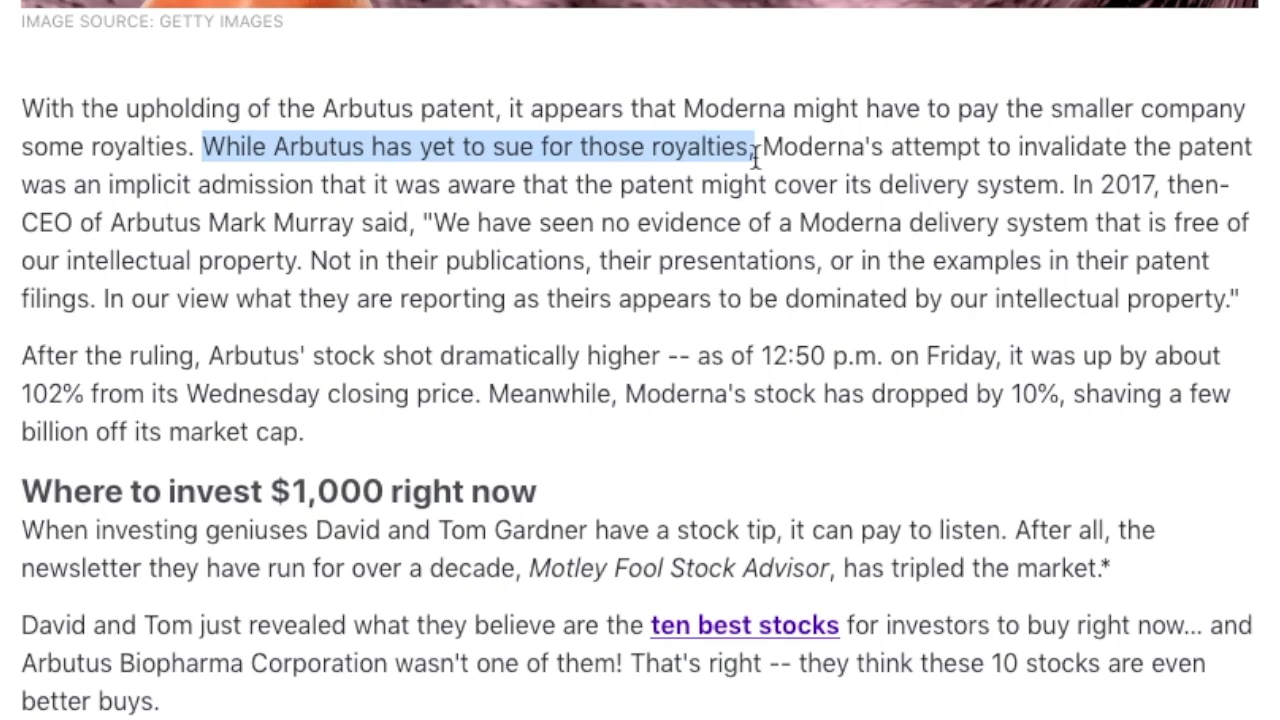 IMAGE SOURCE: GETTY IMAGES
With the upholding of the Arbutus patent, it appears that Moderna might have to pay the smaller company
some royalties. While Arbutus has yet to sue for those royalties, Moderna's attempt to invalidate the patent
was an implicit admission that it was aware that the patent might cover its delivery system. In 2017, then-
CEO of Arbutus Mark Murray said, "We have seen no evidence of a Moderna delivery system that is free of
our intellectual property. Not in their publications, their presentations, or in the examples in their patent
filings. In our view what they are reporting as theirs appears to be dominated by our intellectual property."
After the ruling, Arbutus' stock shot dramatically higher -- as of 12:50 p.m. on Friday, it was up by about
102% from its Wednesday closing price. Meanwhile, Moderna's stock has dropped by 10%, shaving a few
billion off its market cap.
Where to invest $1,000 right now
When investing geniuses David and Tom Gardner have a stock tip, it can pay to listen. After all, the
newsletter they have run for over a decade, Motley Fool Stock Advisor, has tripled the market.*
David and Tom just revealed what they believe are the ten best stocks for investors to buy right now... and
Arbutus Biopharma Corporation wasn't one of them! That's right -- they think these 10 stocks are even
better buys.